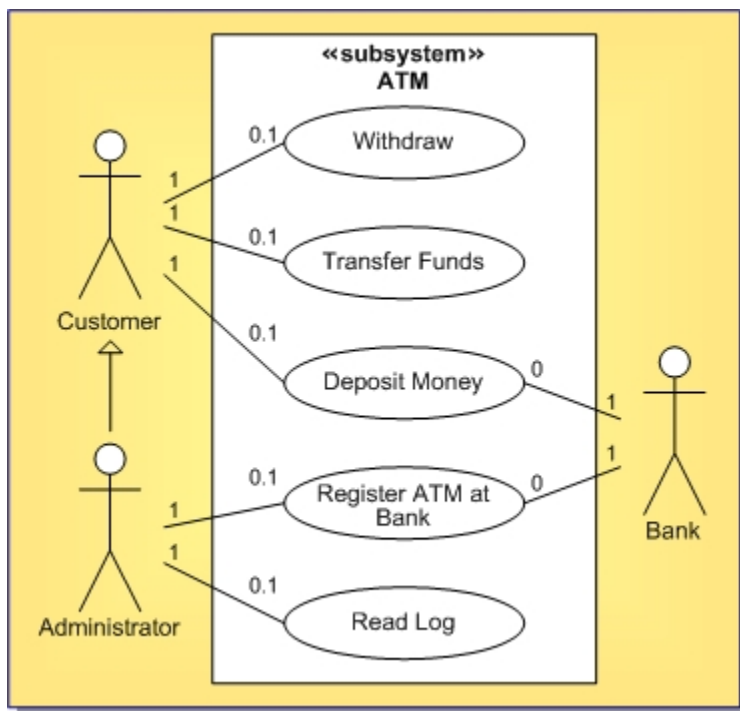 «subsystem»
ATM
0.1
Withdraw
1
1
0.1
Transfer Funds
1
Customer
0.1
Deposit Money
0
1
1
0.1
Register ATM at
Bank
0
1
Bank
1
0.1
Read Log
Administrator